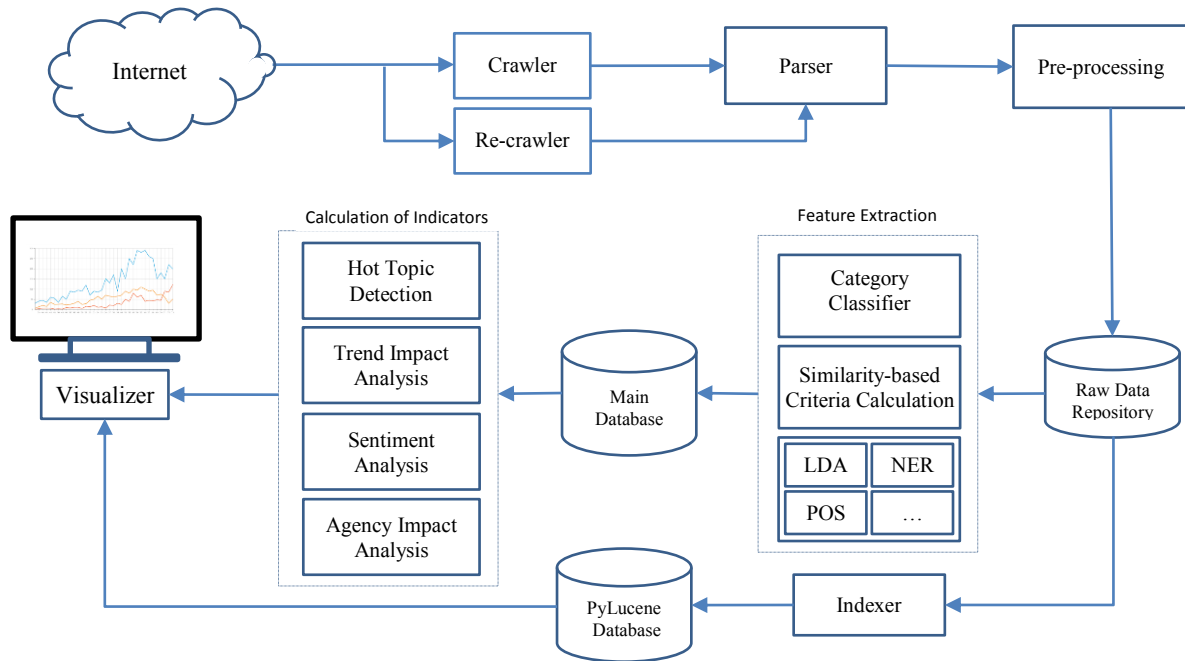 Internet
Crawler
Parser
Pre-processing
Re-crawler
Calculation of Indicators
Feature Extraction
Hot Topic
Detection
Trend Impact
Analysis
Sentiment
Analysis
Agency Impact
Analysis
Category
Classifier
Similarity-based
Criteria Calculation
LDA
NER
POS
…
Main
Database
Raw Data
Repository
Visualizer
PyLucene
Database
Indexer